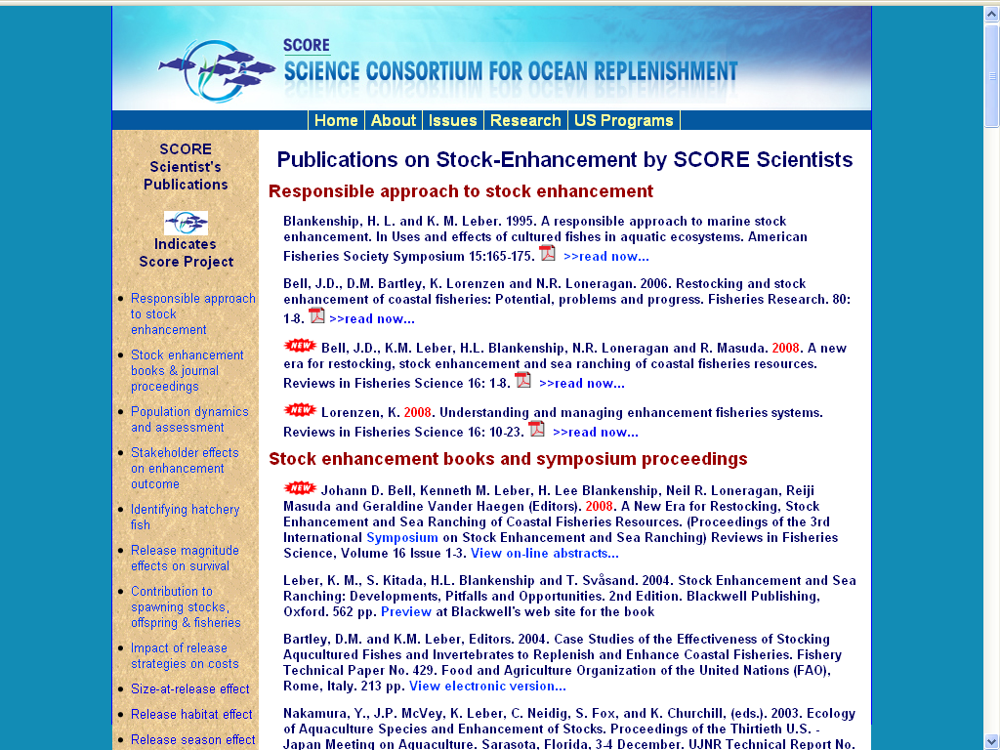 SCORE
SCIENCE CONSORTIUM FOR OCEAN REPLENISHMENT
Home
About
Issues
Research
US Programs
SCORE
Scientist's
Publications
Indicates
Score Project
Responsible approach
to stock
enhancement
Stock enhancement
books & journal
proceedings
Population dynamics
and assessment
Stakeholder effects
on enhancement
outcome
Identifying hatchery
fish
Release magnitude
effects on survival
Contribution to
spawning stocks,
offspring & fisheries
Impact of release
strategies on costs
Size-at-release effect
Release habitat effect
Release season effect
Publications on Stock-Enhancement by SCORE Scientists
Responsible approach to stock enhancement
Blankenship, H. L. and K. M. Leber. 1995. A responsible approach to marine stock
enhancement. In Uses and effects of cultured fishes in aquatic ecosystems. American
Fisheries Society Symposium 15:165-175. >>read now...
Bell, J.D., D.M. Bartley, K. Lorenzen and N.R. Loneragan. 2006. Restocking and stock
enhancement of coastal fisheries: Potential, problems and progress. Fisheries Research. 80:
1-8. >>read now...
NEW Bell, J.D., K.M. Leber, H.L. Blankenship, N.R. Loneragan and R. Masuda. 2008. A new
era for restocking, stock enhancement and sea ranching of coastal fisheries resources.
Reviews in Fisheries Science 16: 1-8. >>read now...
NEW Lorenzen, K. 2008. Understanding and managing enhancement fisheries systems.
Reviews in Fisheries Science 16: 10-23. >>read now...
Stock enhancement books and symposium proceedings
NEW Johann D. Bell, Kenneth M. Leber, H. Lee Blankenship, Neil R. Loneragan, Reiji
Masuda and Geraldine Vander Haegen (Editors). 2008. A New Era for Restocking, Stock
Enhancement and Sea Ranching of Coastal Fisheries Resources. (Proceedings of the 3rd
International Symposium on Stock Enhancement and Sea Ranching) Reviews in Fisheries
Science, Volume 16 Issue 1-3. View on-line abstracts...
Leber, K. M., S. Kitada, H.L. Blankenship and T. Svåsand. 2004. Stock Enhancement and Sea
Ranching: Developments, Pitfalls and Opportunities. 2nd Edition. Blackwell Publishing,
Oxford. 562 pp. Preview at Blackwell's web site for the book
Bartley, D.M. and K.M. Leber, Editors. 2004. Case Studies of the Effectiveness of Stocking
Aqucultured Fishes and Invertebrates to Replenish and Enhance Coastal Fisheries. Fishery
Technical Paper No. 429. Food and Agriculture Organization of the United Nations (FAO),
Rome, Italy. 213 pp. View electronic version...
Nakamura, Y., J.P. McVey, K. Leber, C. Neidig, S. Fox, and K. Churchill, (eds.). 2003. Ecology
of Aquaculture Species and Enhancement of Stocks. Proceedings of the Thirtieth U.S. -
Japan Meeting on Aquaculture. Sarasota, Florida, 3-4 December. UJNR Technical Report No.